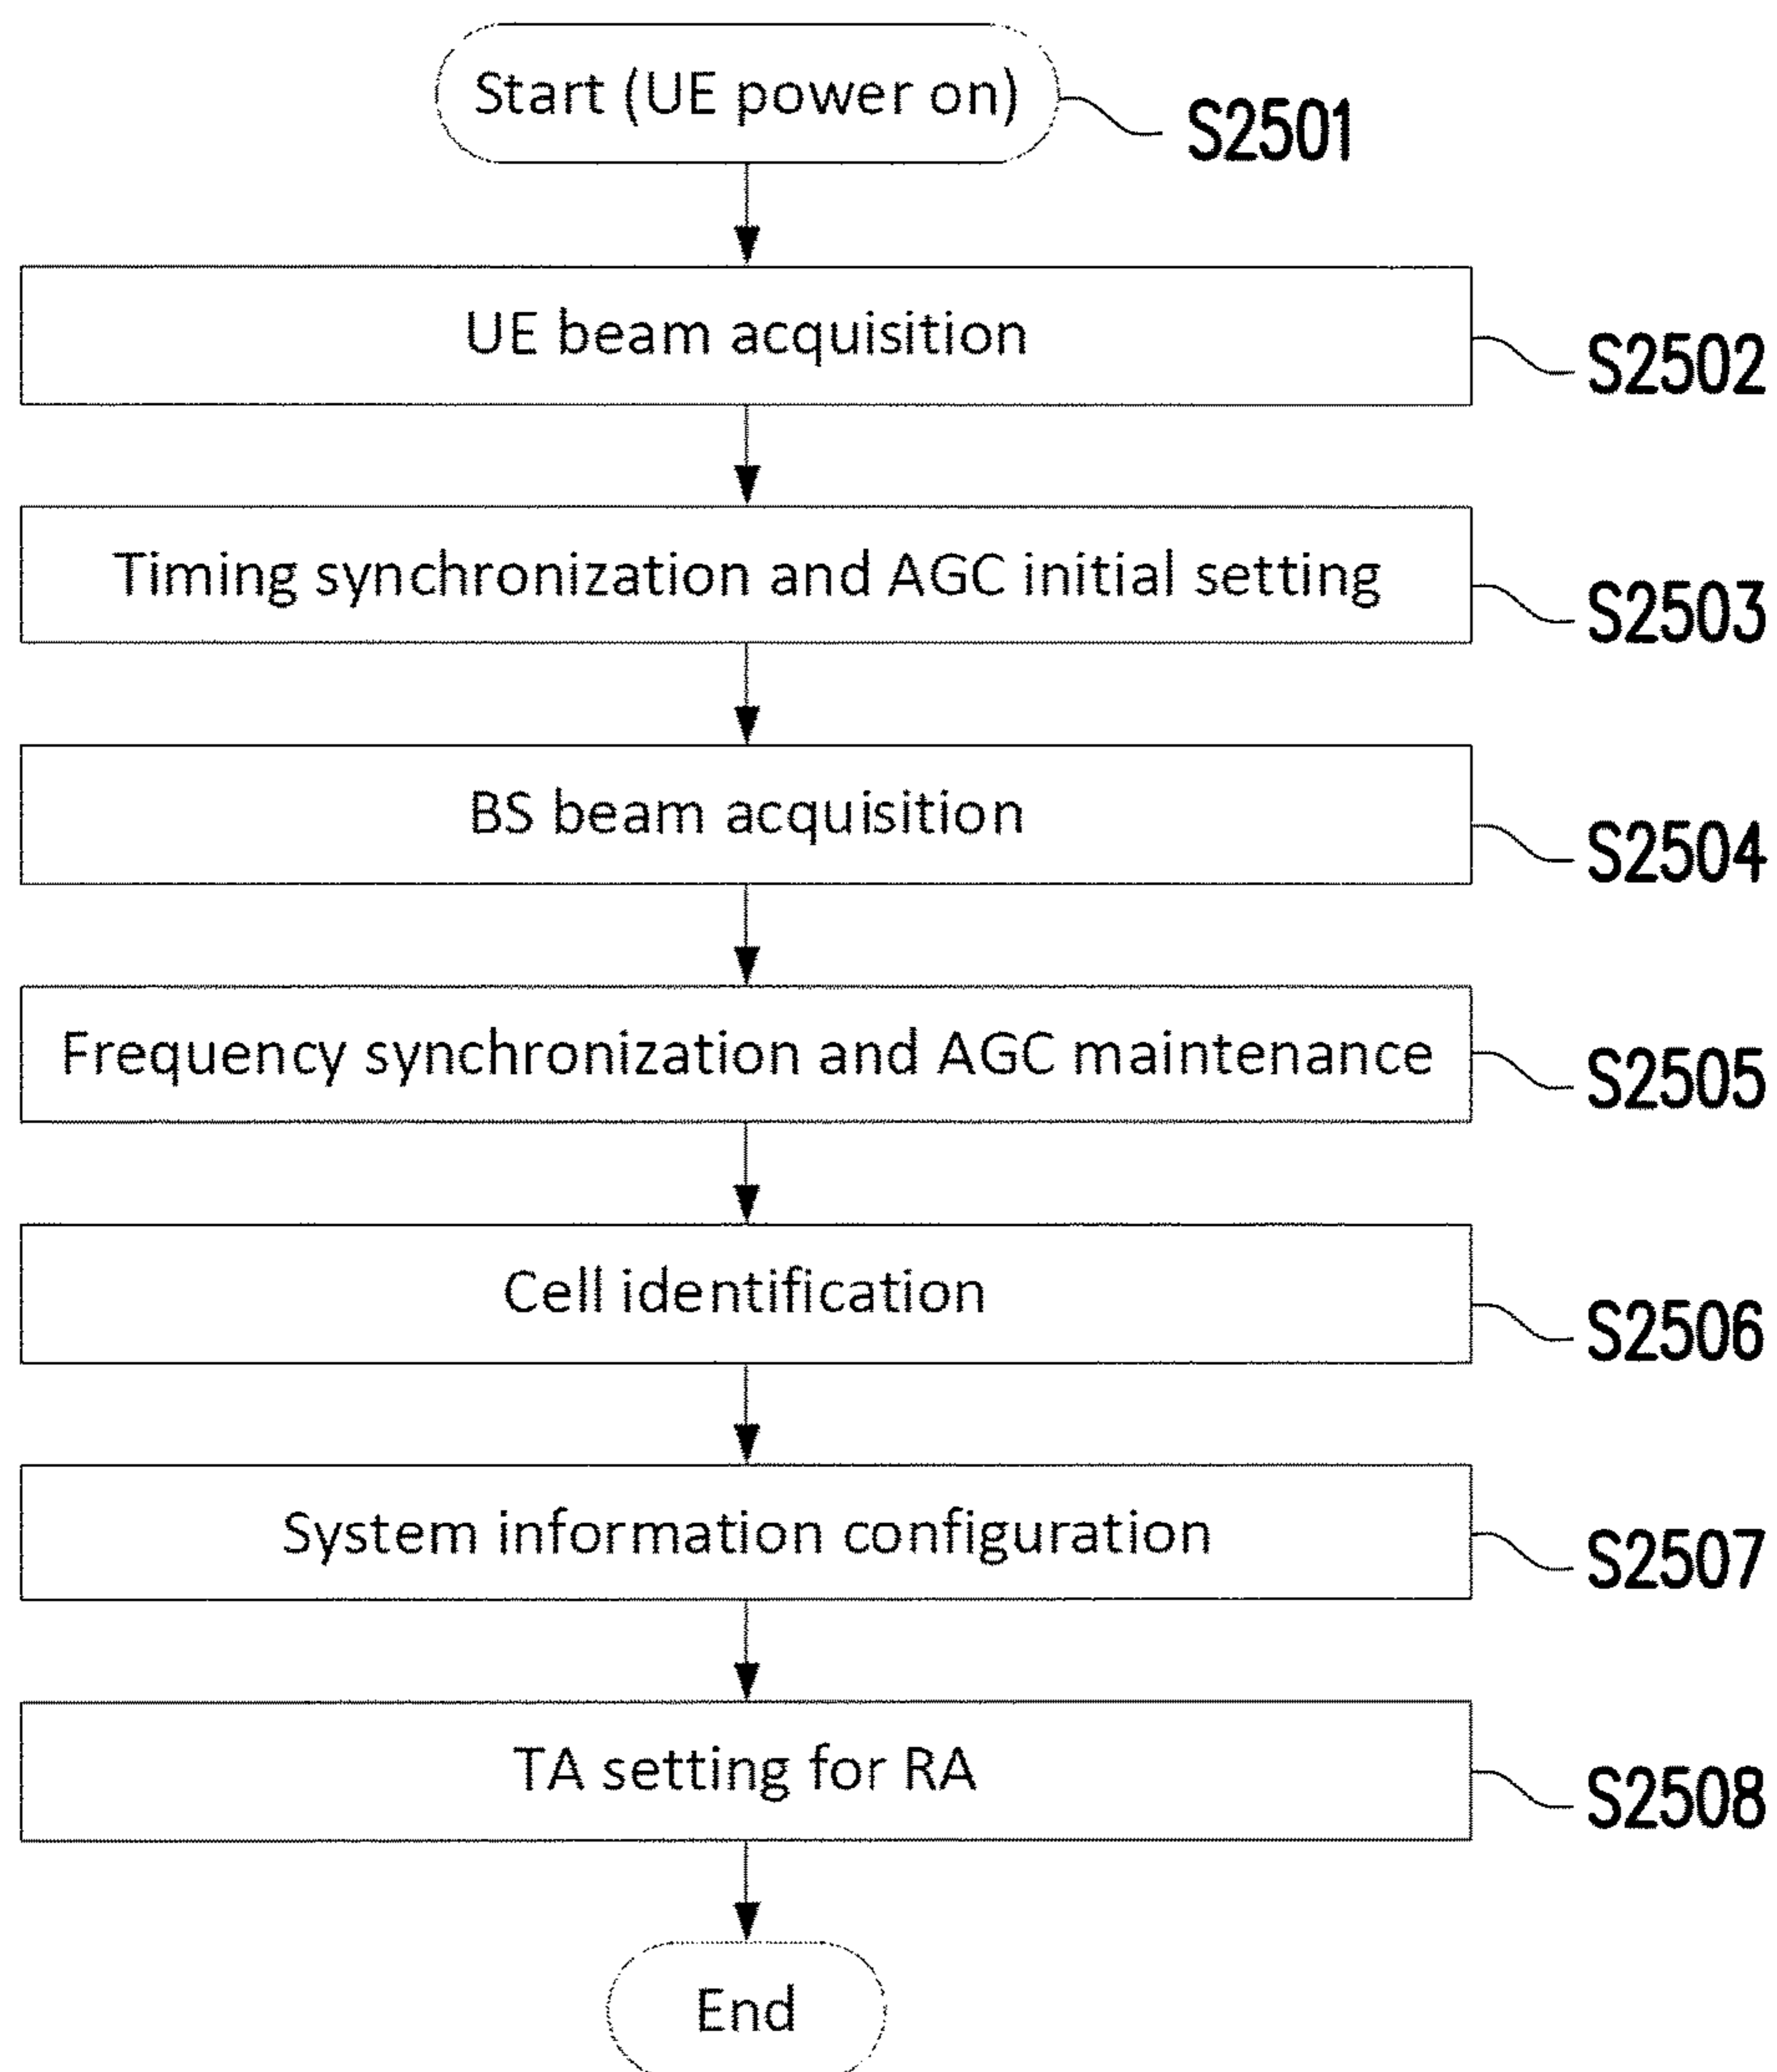 Start (UE power on)
S2501
UE beam acquisition
S2502
Timing synchronization and AGC initial setting
S2503
BS beam acquisition
S2504
Frequency synchronization and AGC maintenance
S2505
Cell identification
S2506
System information configuration
S2507
TA setting for RA
S2508
End